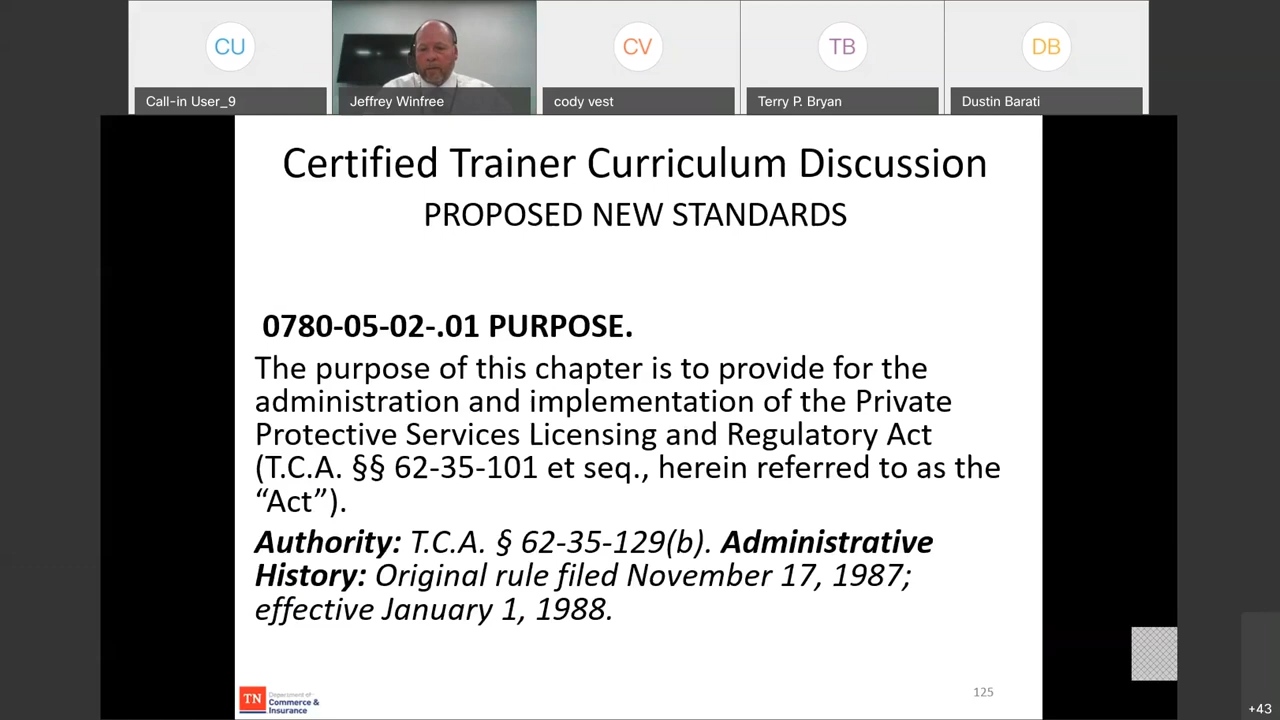 CU
CV
TB
DB
Call-in User_9
Jeffrey Winfree
cody vest
Terry P. Bryan
Dustin Barati
Certified Trainer Curriculum Discussion
PROPOSED NEW STANDARDS
0780-05-02-.01 PURPOSE.
The purpose of this chapter is to provide for the
administration and implementation of the Private
Protective Services Licensing and Regulatory Act
(T.C.A. §§ 62-35-101 et seq., herein referred to as the
“Act”).
Authority: T.C.A. § 62-35-129(b). Administrative
History: Original rule filed November 17, 1987;
effective January 1, 1988.
TN
Department of
Commerce &
Insurance
125
+43